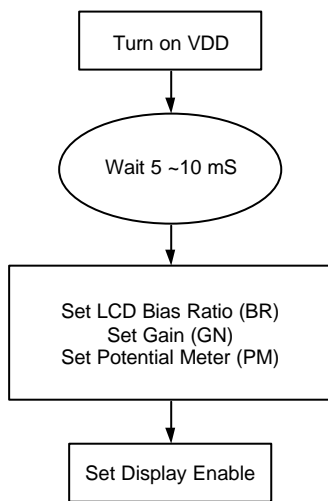 Turn on VDD
Wait 5 ~10 mS
Set LCD Bias Ratio (BR)
Set Gain (GN)
Set Potential Meter (PM)
Set Display Enable